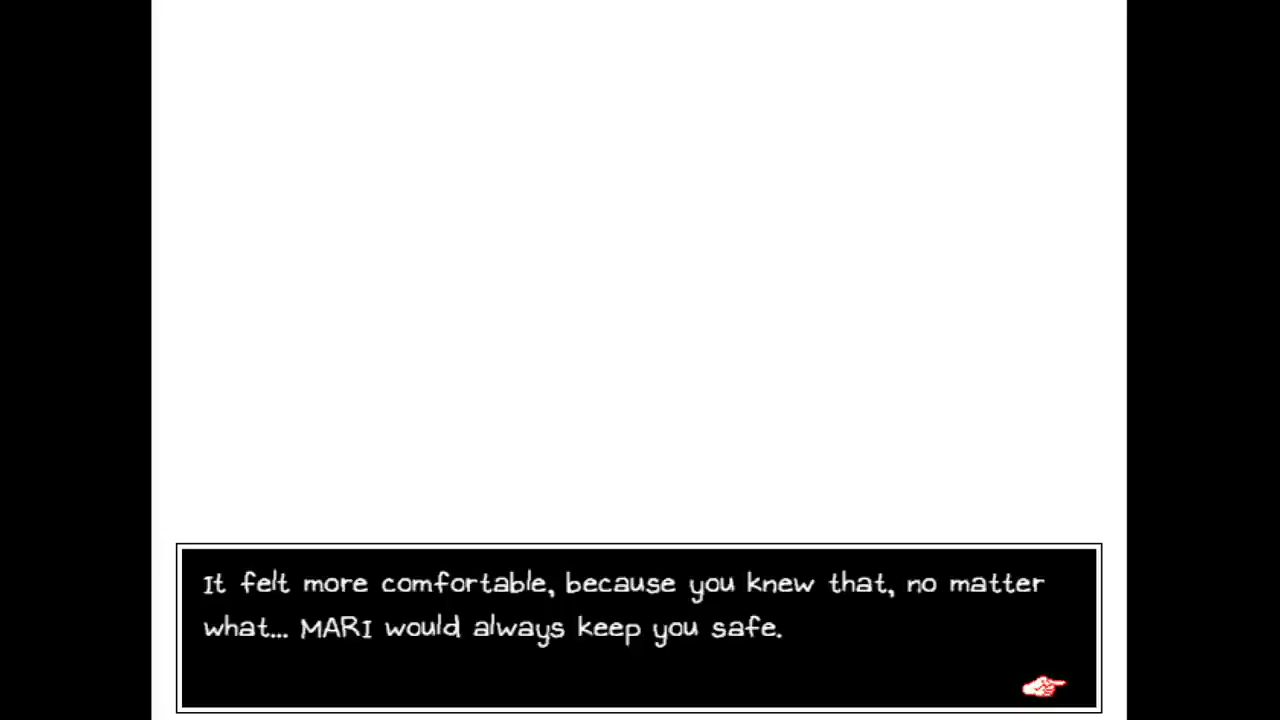 It felt more comfortable, because you knew that, no matter
what... MARI would always keep you safe.